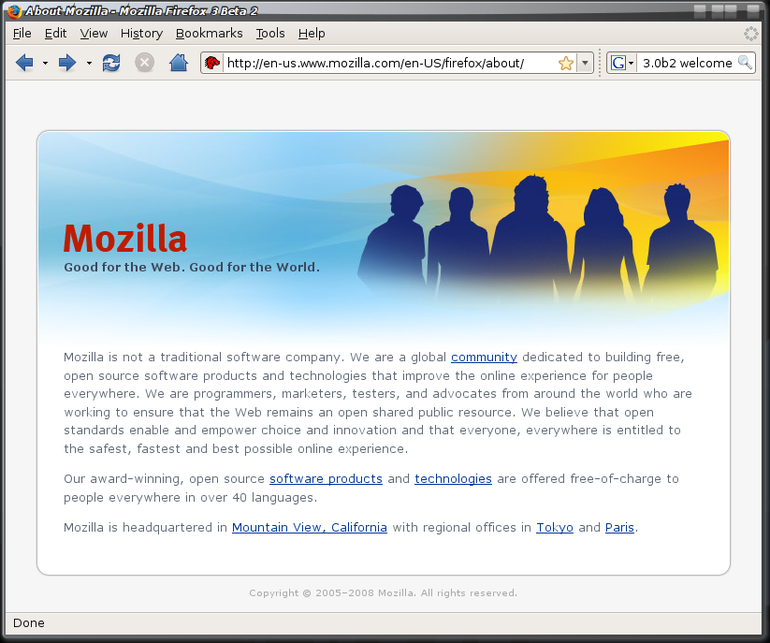 About Mozilla - Mozilla Firefox 3 Beta 2
File Edit View History Bookmarks Tools Help
http://en-us.www.mozilla.com/en-US/firefox/about/ G 3.0b2 welcome
Mozilla
Good for the Web. Good for the World.
Mozilla is not a traditional software company. We are a global community dedicated to building free,
open source software products and technologies that improve the online experience for people
everywhere. We are programmers, marketers, testers, and advocates from around the world who are
working to ensure that the Web remains an open shared public resource. We believe that open
standards enable and empower choice and innovation and that everyone, everywhere is entitled to
the safest, fastest and best possible online experience.
Our award-winning, open source software products and technologies are offered free-of-charge to
people everywhere in over 40 languages.
Mozilla is headquartered in Mountain View, California with regional offices in Tokyo and Paris.
Copyright © 2005-2008 Mozilla. All rights reserved.
Done